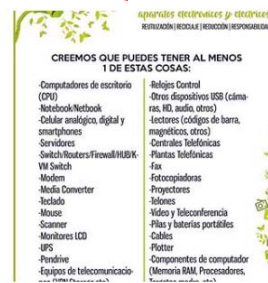 aparatos electronicos y electricos
REUTILIZACIÓN | RECICLAJE | REDUCCIÓN | RESPONSABILIDAD
CREEMOS QUE PUEDES TENER AL MENOS
1 DE ESTAS COSAS:
-Computadores de escritorio
(CPU)
-Notebook/Netbook
-Celular analógico, digital y
smartphones
-Servidores
-Switch/Routers/Firewall/HUB/K-
VM Switch
-Modem
-Media Converter
-Teclado
-Mouse
-Scanner
-Monitores LCD
-UPS
-Pendrive
-Equipos de telecomunicacio-
-Relojes Control
-Otros dispositivos USB (cáma-
ras, HD, audio, otros)
-Lectores (códigos de barra,
magnéticos, otros)
-Centrales Telefónicas
-Plantas Telefónicas
-Fax
-Fotocopiadoras
-Proyectores
-Telones
-Video y Teleconferencia
-Pilas y baterías portátiles
-Cables
-Plotter
-Componentes de computador
(Memoria RAM, Procesadores,